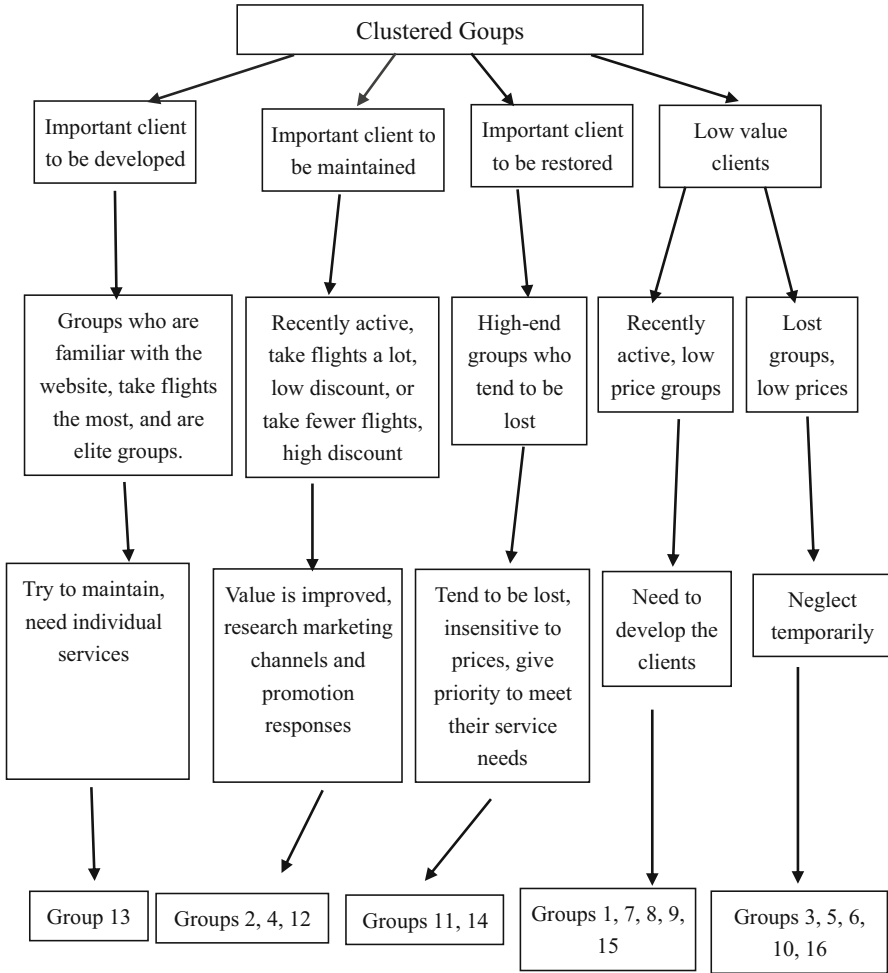 Clustered Goups
Important client
to be developed
Important client to
be maintained
Important client
to be restored
Low value
clients
Groups who are
familiar with the
website, take flights
the most, and are
elite groups.
Recently active,
take flights a lot,
low discount, or
take fewer flights,
high discount
High-end
groups who
tend to be
lost
Recently
active, low
price groups
Lost
groups,
low prices
Try to maintain,
need individual
services
Value is improved,
research marketing
channels and
promotion
responses
Tend to be lost,
insensitive to
prices, give
priority to meet
their service
needs
Need to
develop the
clients
Neglect
temporarily
Group 13
Groups 2, 4, 12
Groups 11, 14
Groups 1, 7, 8, 9,
15
Groups 3, 5, 6,
10, 16